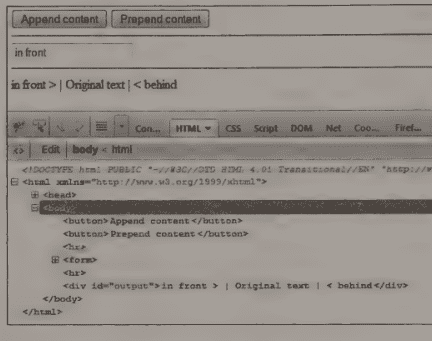 Append content Prepend content
in front
in front > | Original text | < behind
Con... HTML CSS Script DOM Net Coo... Firef...
Edit body < html
<!DOCTYPE html PUBLIC "-//W3C//DTD HTML 4.01 Transitional//EN" "http://w
<html xmlns="http://www.w3.org/1999/xhtml">
<head>
<body>
<button>Append content</button>
<button>Prepend content</button>
<hr>
<form>
<hr>
<div id="output">in front > | Original text | < behind</div>
</body>
</html>